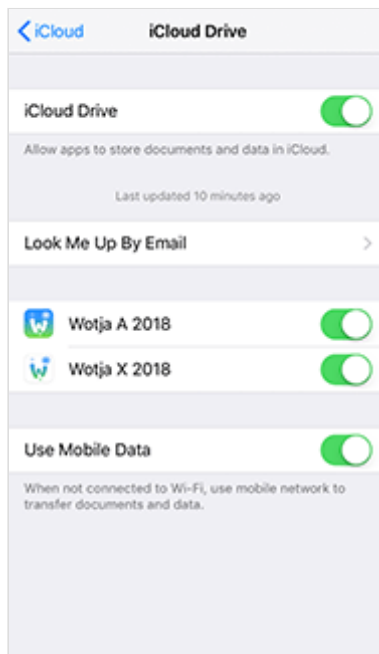 iCloud
iCloud Drive
iCloud Drive
Allow apps to store documents and data in iCloud.
Last updated 10 minutes ago
Look Me Up By Email
Wotja A 2018
Wotja X 2018
Use Mobile Data
When not connected to Wi-Fi, use mobile network to
transfer documents and data.